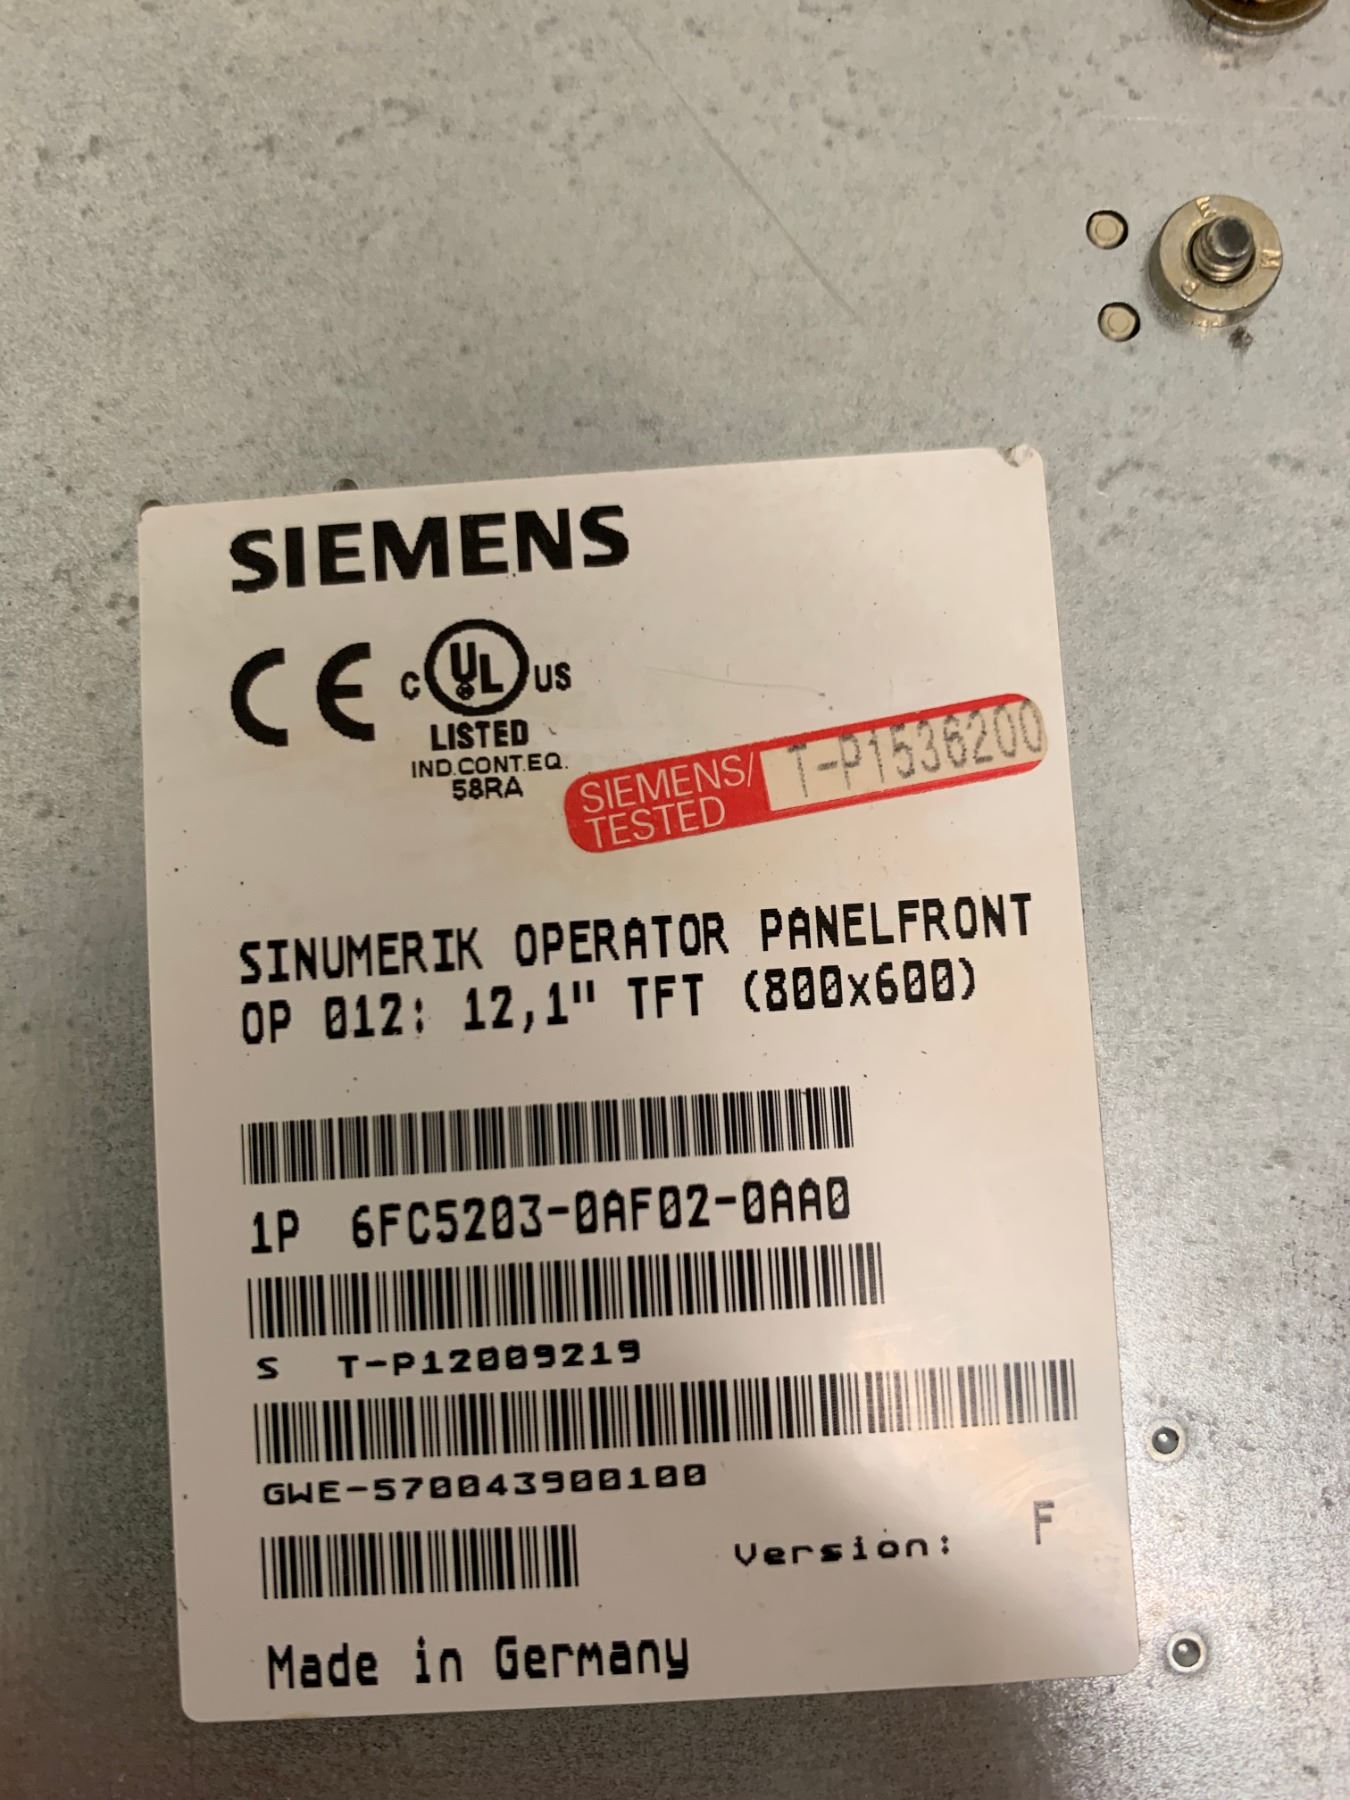 SIEMENS
CE C UL US
LISTED
IND.CONT.EQ.
58RA
SIEMENS/
TESTED
T-P1536200
SINUMERIK OPERATOR PANELFRONT
OP 012: 12,1" TFT (800x600)
1P 6FC5203-0AF02-0AA0
S T-P12009219
GWE-570043900100
Version: F
Made in Germany